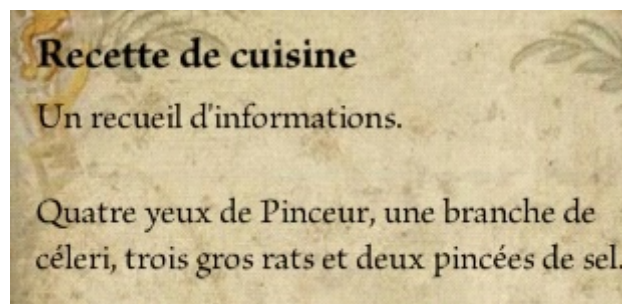 Recette de cuisine
Un recueil d'informations.
Quatre yeux de Pinceur, une branche de
céleri, trois gros rats et deux pincées de sel.